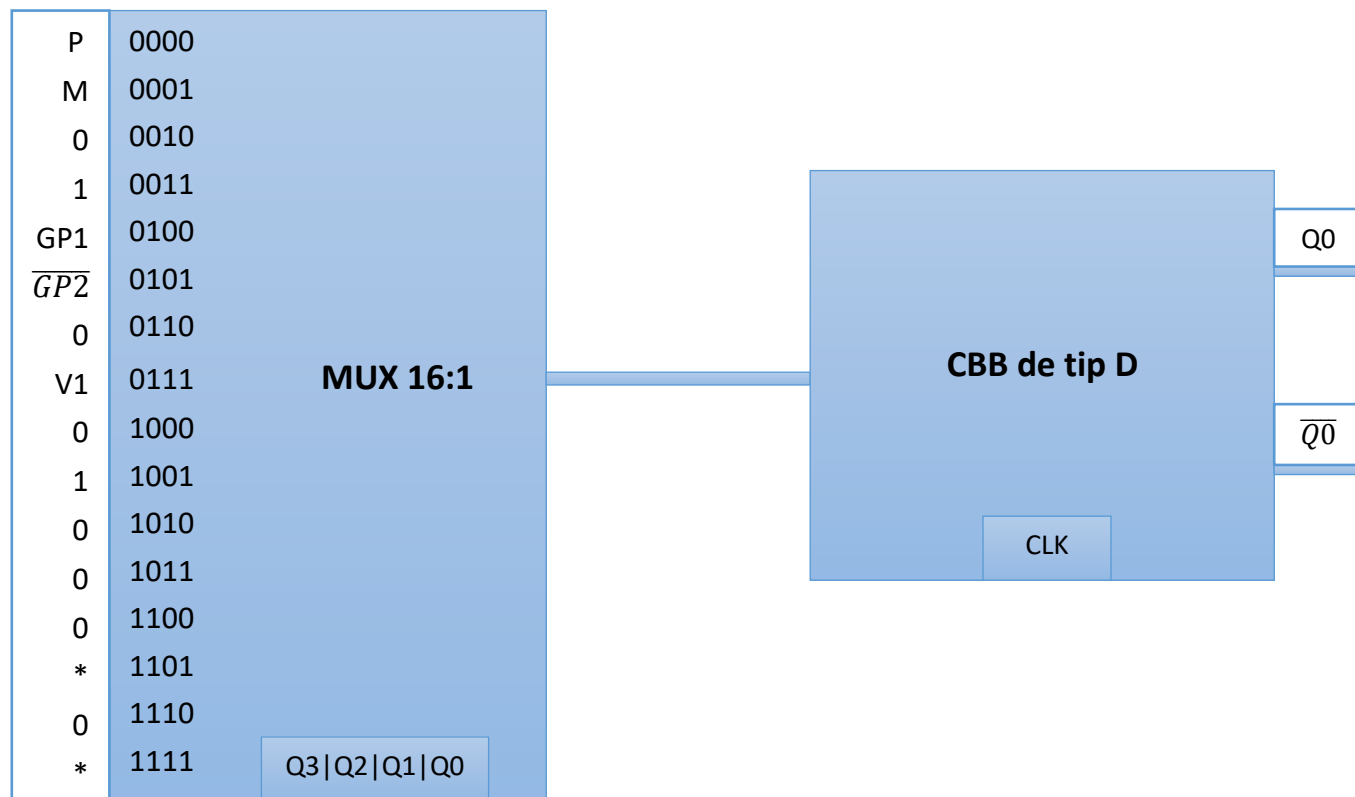 P 0000
M 0001
0 0010
1 0011
GP1 0100
$\overline{GP2}$ 0101
0 0110
V1 0111
0 1000
1 1001
0 1010
0 1011
0 1100
* 1101
0 1110
* 1111
MUX 16:1
Q3|Q2|Q1|Q0
CBB de tip D
CLK
Q0
$\overline{Q0}$